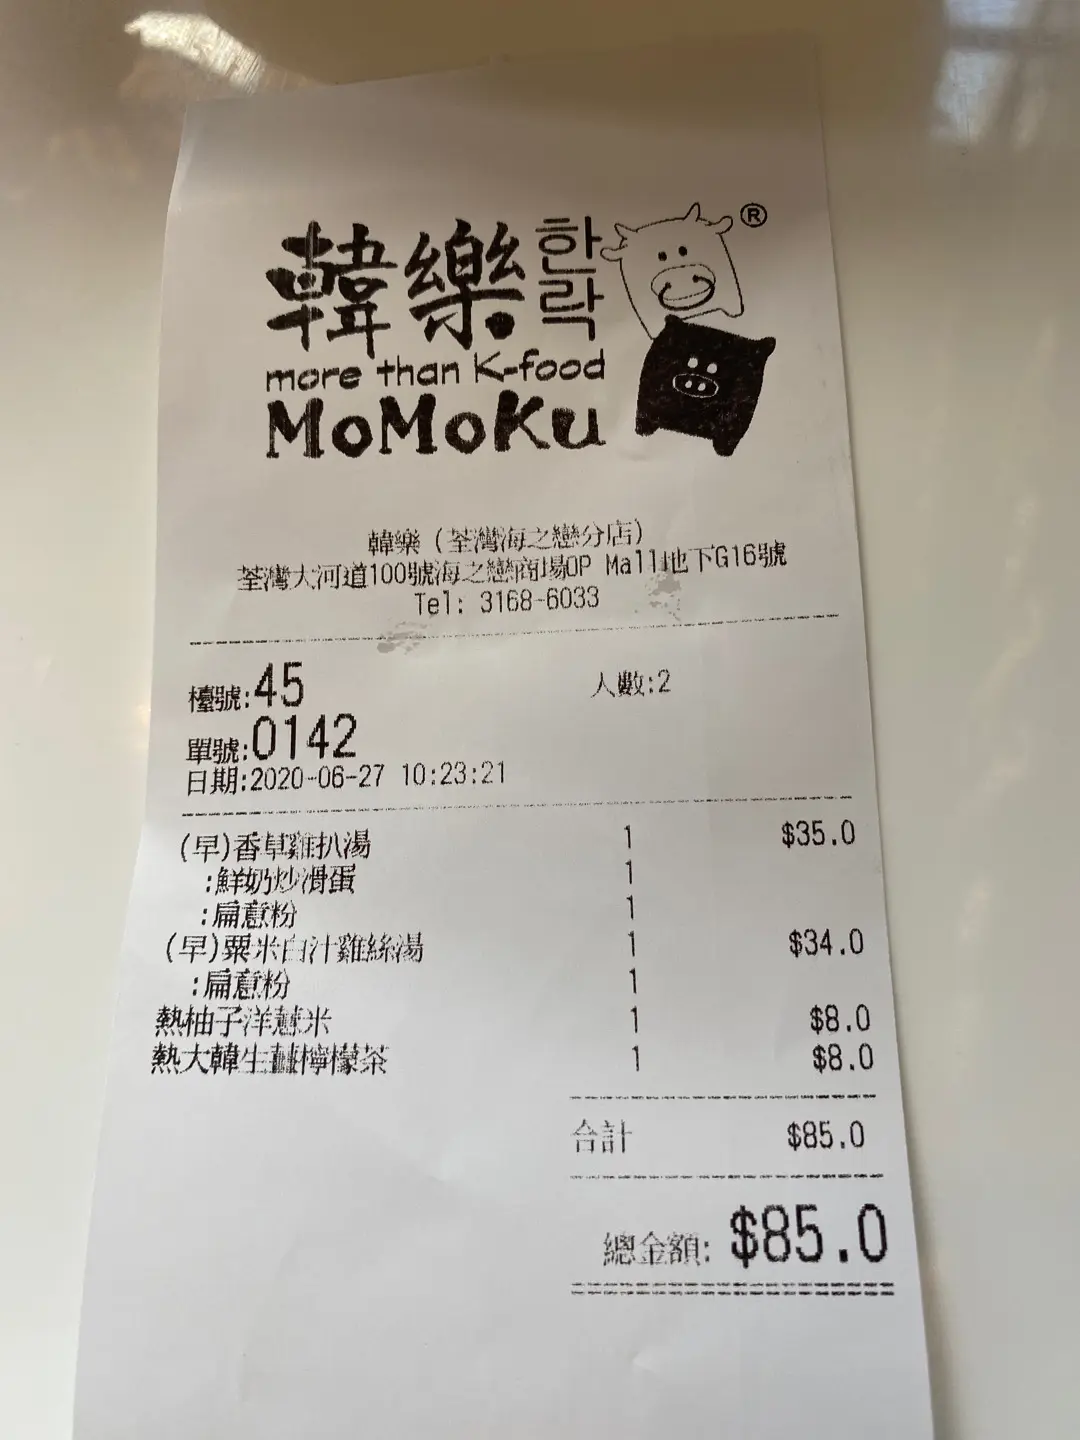 韓樂 한락 ®
more than K-food
MoMoKu
韓樂 (荃灣海之戀分店)
荃灣大河道100號海之戀商場OP Mall地下G16號
Tel: 3168-6033
檯號:45 人數:2
單號:0142
日期:2020-06-27 10:23:21
(早)香草雞扒湯 1 $35.0
:鮮奶炒滑蛋 1
:扁意粉 1
(早)粟米白汁雞絲湯 1 $34.0
:扁意粉 1
熱柚子洋薏米 1 $8.0
熱大韓生薑檸檬茶 1 $8.0
合計 $85.0
總金額: $85.0